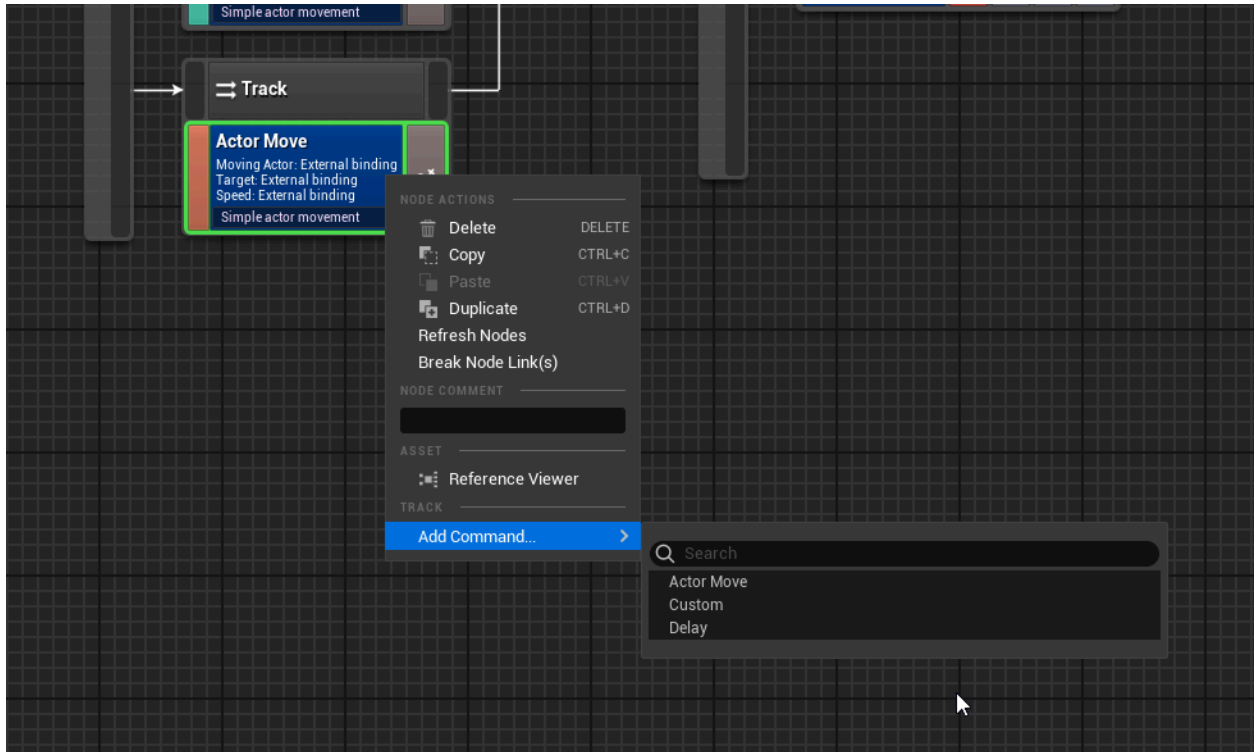 Simple actor movement
Track
Actor Move
Moving Actor: External binding
Target: External binding
Speed: External binding
Simple actor movement
NODE ACTIONS
Delete DELETE
Copy CTRL+C
Paste CTRL+V
Duplicate CTRL+D
Refresh Nodes
Break Node Link(s)
NODE COMMENT
ASSET
Reference Viewer
TRACK
Add Command...
Search
Actor Move
Custom
Delay